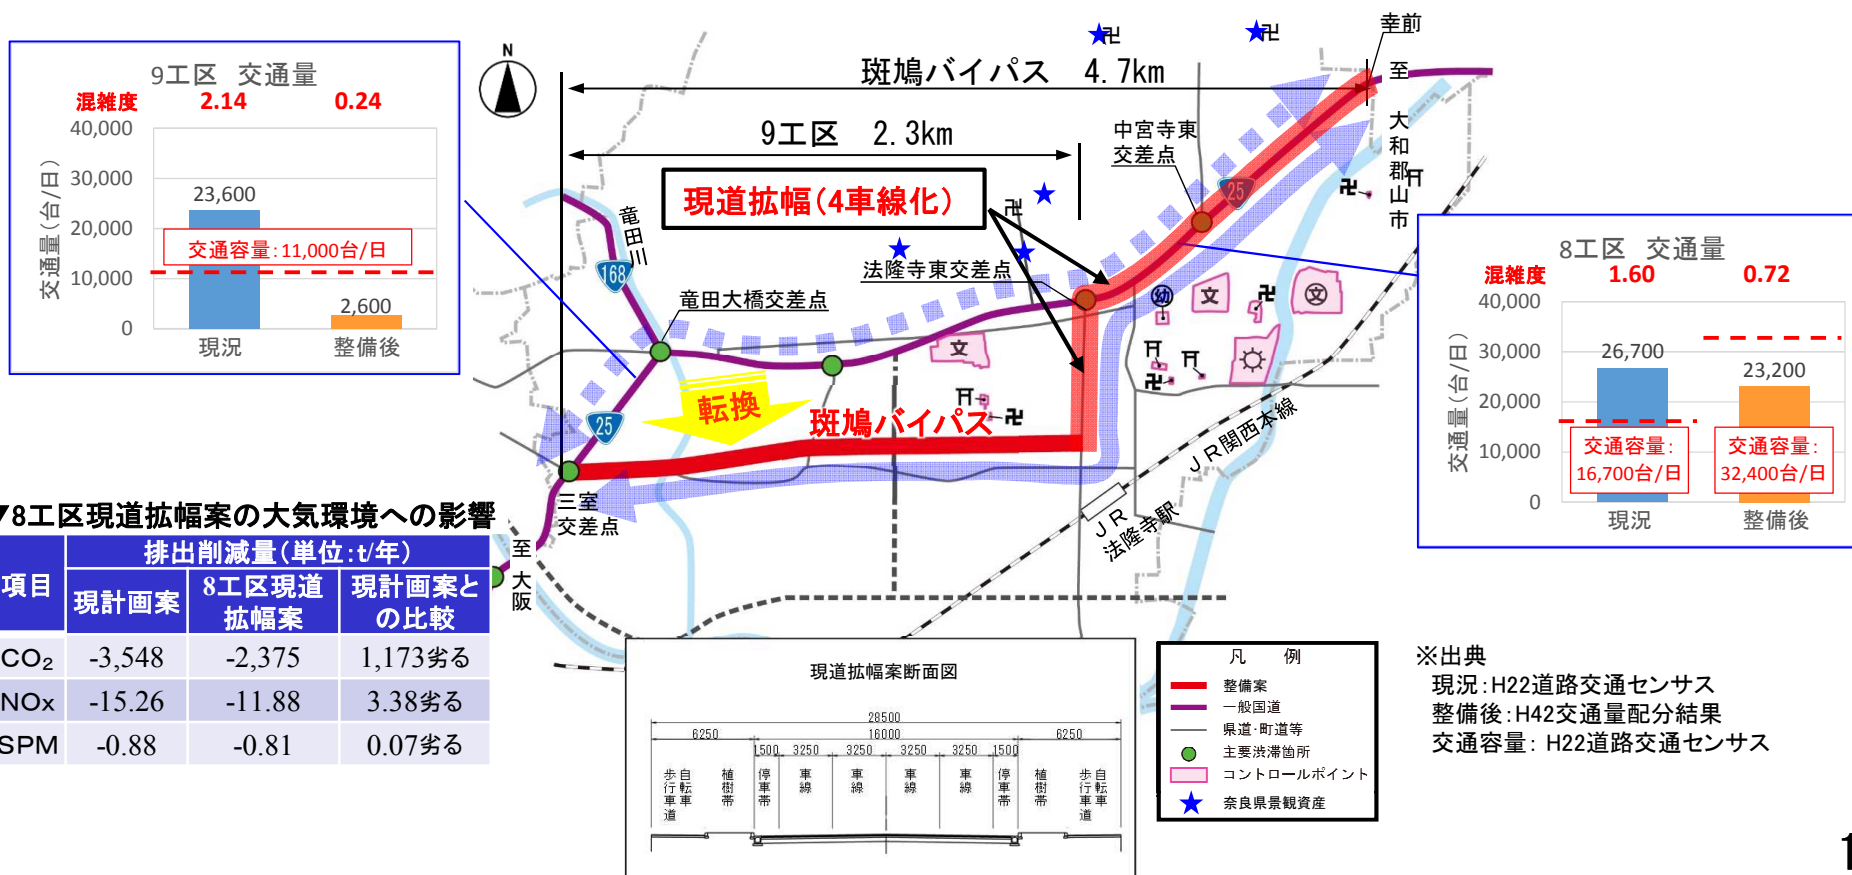 9工区 交通量
混雑度 2.14 0.24
交通量(台/日)
40,000
30,000
20,000
10,000
0
23,600
交通容量:11,000台/日
2,600
現況 整備後
N
斑鳩バイパス 4.7km
9工区 2.3km
現道拡幅(4車線化)
幸前
至 大和郡山市
中宮寺東
交差点
25
竜田川
168
法隆寺東交差点
竜田大橋交差点
幼
文
文
文
転換
斑鳩バイパス
25
三室
交差点
至 大阪
JR関西本線
JR
法隆寺駅
8工区 交通量
混雑度 1.60 0.72
交通量(台/日)
40,000
30,000
20,000
10,000
0
26,700
23,200
交通容量:
16,700台/日
交通容量:
32,400台/日
現況 整備後
▼8工区現道拡幅案の大気環境への影響
項目
排出削減量(単位:t/年)
現計画案
8工区現道
拡幅案
現計画案と
の比較
CO₂ -3,548 -2,375 1,173劣る
NOx -15.26 -11.88 3.38劣る
SPM -0.88 -0.81 0.07劣る
現道拡幅案断面図
28500
6250 16000 6250
1500 3250 3250 3250 3250 1500
自転車
歩行車道
植樹帯
停車帯
車線
車線
車線
車線
停車帯
植樹帯
自転車
歩行車道
凡 例
整備案
一般国道
県道・町道等
主要渋滞箇所
コントロールポイント
奈良県景観資産
※出典
現況:H22道路交通センサス
整備後:H42交通量配分結果
交通容量: H22道路交通センサス
1